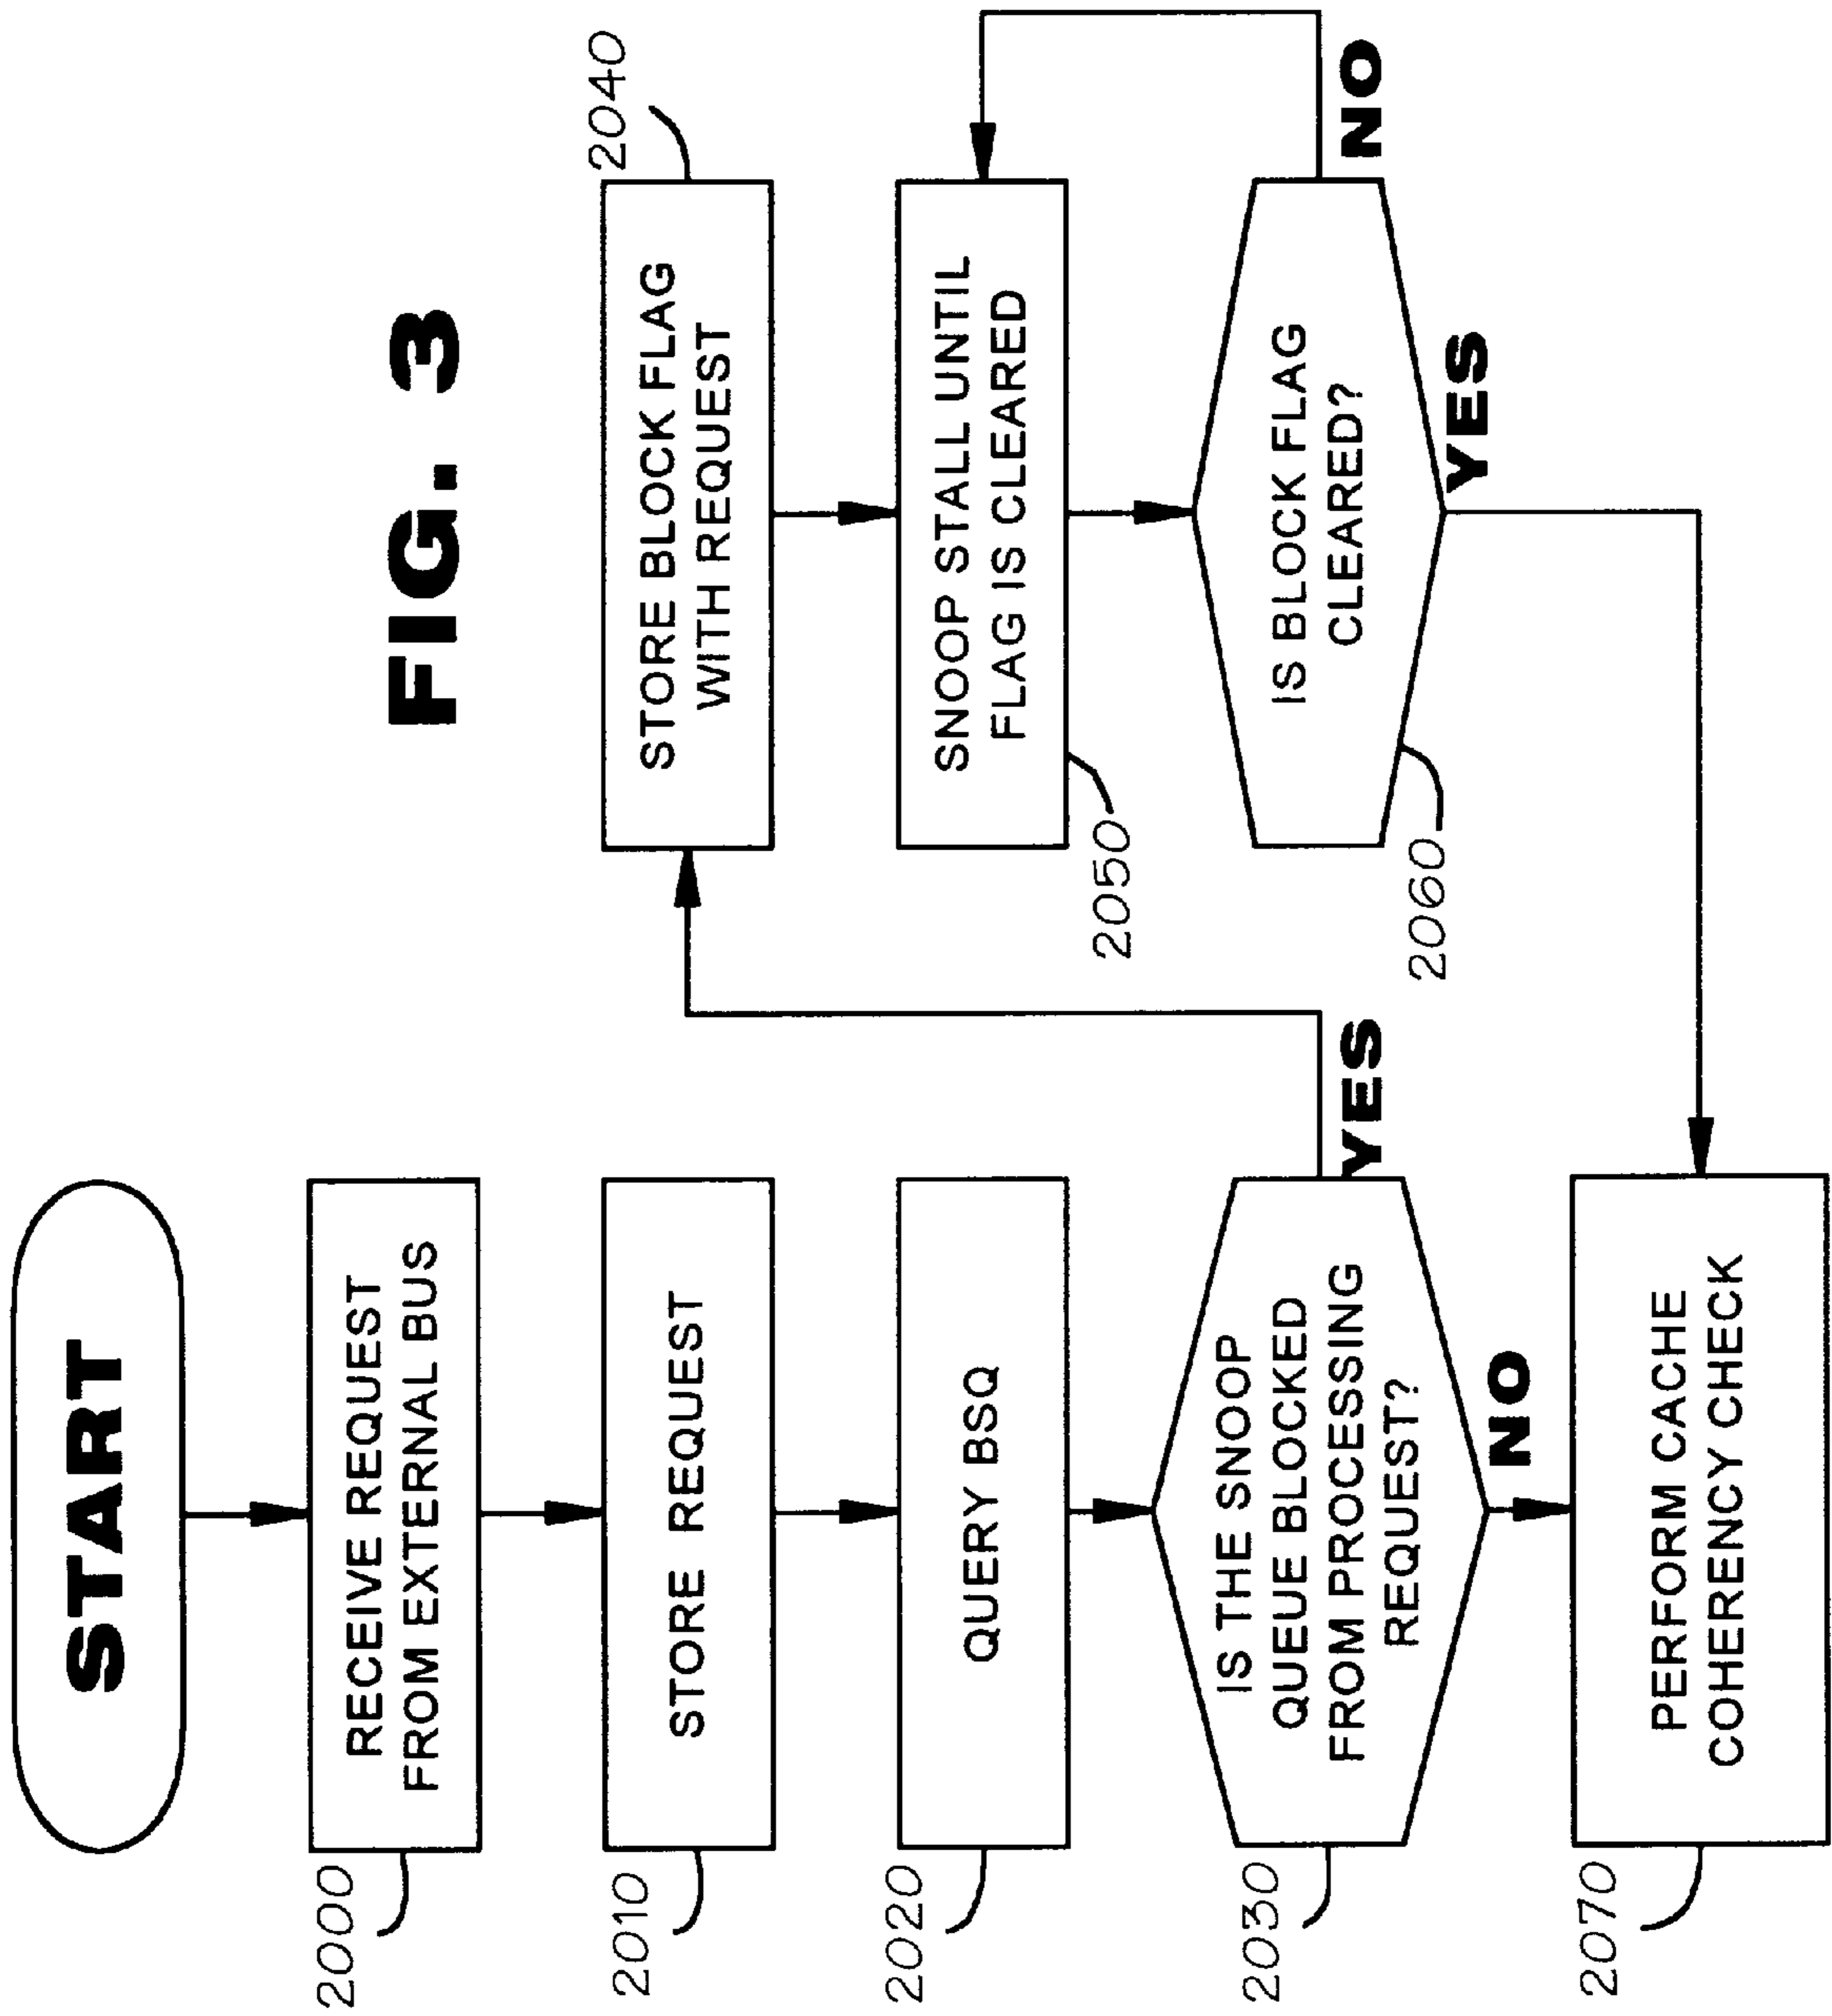 FIG. 3
START
RECEIVE REQUEST
FROM EXTERNAL BUS
2000
STORE REQUEST
2010
QUERY BSQ
2020
IS THE SNOOP
QUEUE BLOCKED
FROM PROCESSING
REQUEST?
2030
YES
NO
STORE BLOCK FLAG
WITH REQUEST
2040
SNOOP STALL UNTIL
FLAG IS CLEARED
2050
IS BLOCK FLAG
CLEARED?
2060
NO
YES
PERFORM CACHE
COHERENCY CHECK
2070